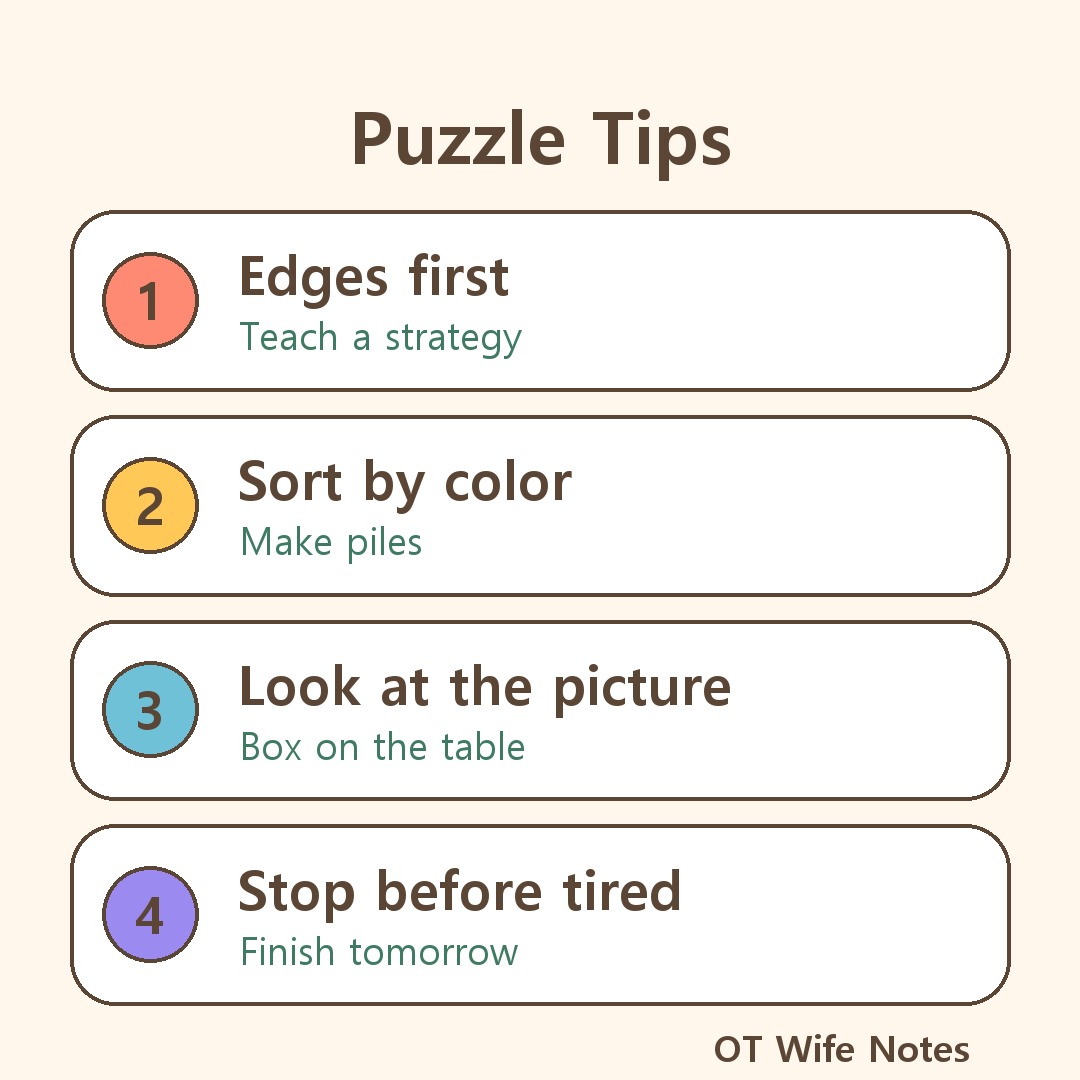 Puzzle Tips
1
Edges first
Teach a strategy
2
Sort by color
Make piles
3
Look at the picture
Box on the table
4
Stop before tired
Finish tomorrow
OT Wife Notes